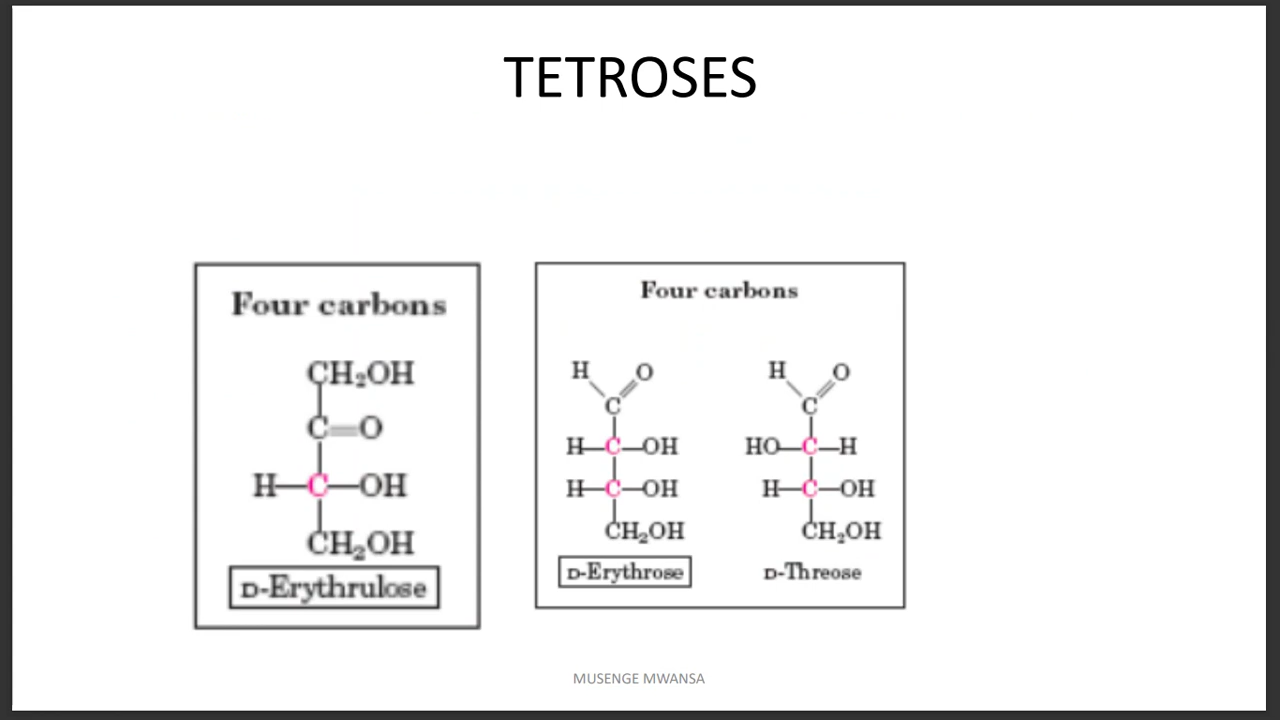 TETROSES
Four carbons
CH₂OH
C=O
H—C—OH
CH₂OH
D-Erythrulose
Four carbons
H O
C
H—C—OH
H—C—OH
CH₂OH
D-Erythrose
H O
C
HO—C—H
H—C—OH
CH₂OH
D-Threose
MUSENGE MWANSA